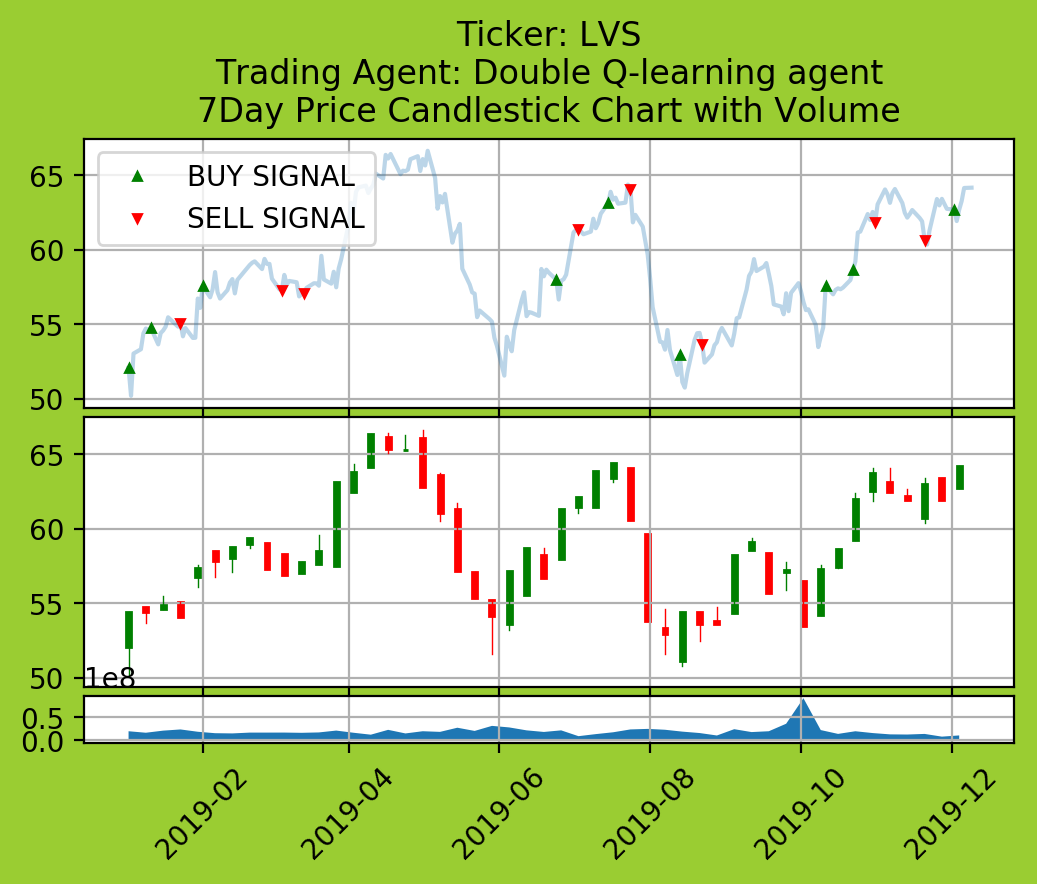 Ticker: LVS
Trading Agent: Double Q-learning agent
7Day Price Candlestick Chart with Volume
BUY SIGNAL
SELL SIGNAL
65
60
55
50
65
60
55
50
1e8
0.5
0.0
2019-02
2019-04
2019-06
2019-08
2019-10
2019-12